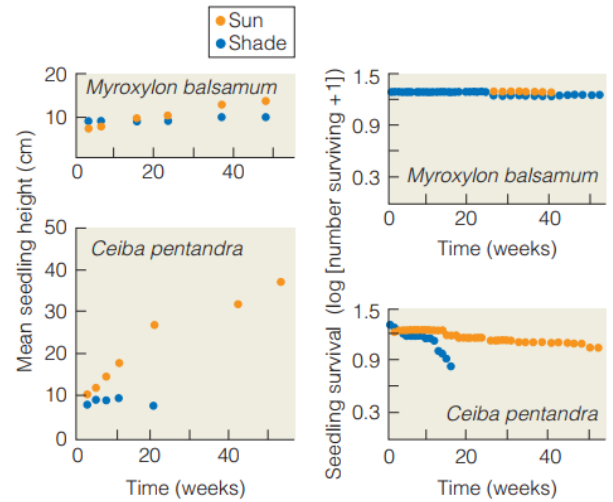 Sun
Shade
Mean seedling height (cm)
20
10
0
Myroxylon balsamum
0 20 40
Time (weeks)
50
40
30
20
10
0
Ceiba pentandra
0 20 40
Time (weeks)
Seedling survival (log [number surviving +1])
1.5
0.9
0.3
Myroxylon balsamum
0 20 40
Time (weeks)
1.5
0.9
0.3
Ceiba pentandra
0 20 40
Time (weeks)